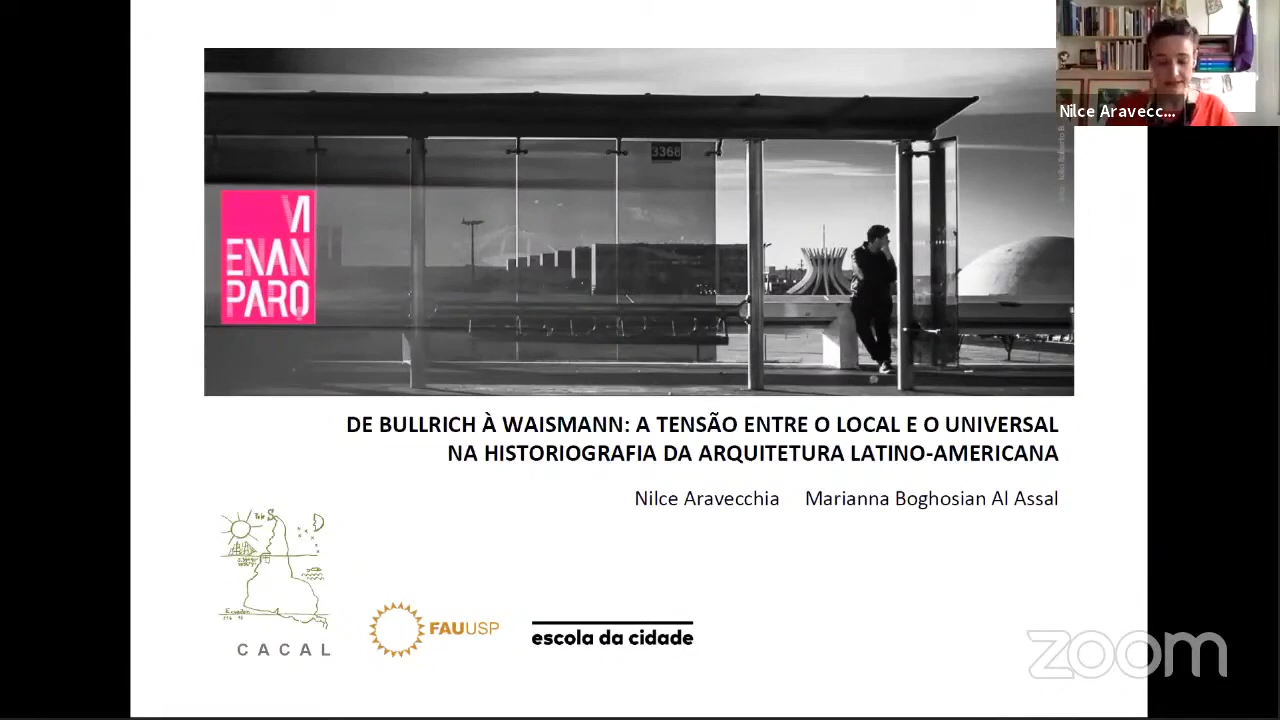 Nilce Aravecc...
3368
VI
ENAN
PARQ
DE BULLRICH À WAISMANN: A TENSÃO ENTRE O LOCAL E O UNIVERSAL
NA HISTORIOGRAFIA DA ARQUITETURA LATINO-AMERICANA
Nilce Aravecchia Marianna Boghosian Al Assal
S
Ecuador
CACAL
FAUUSP
escola da cidade
zoom